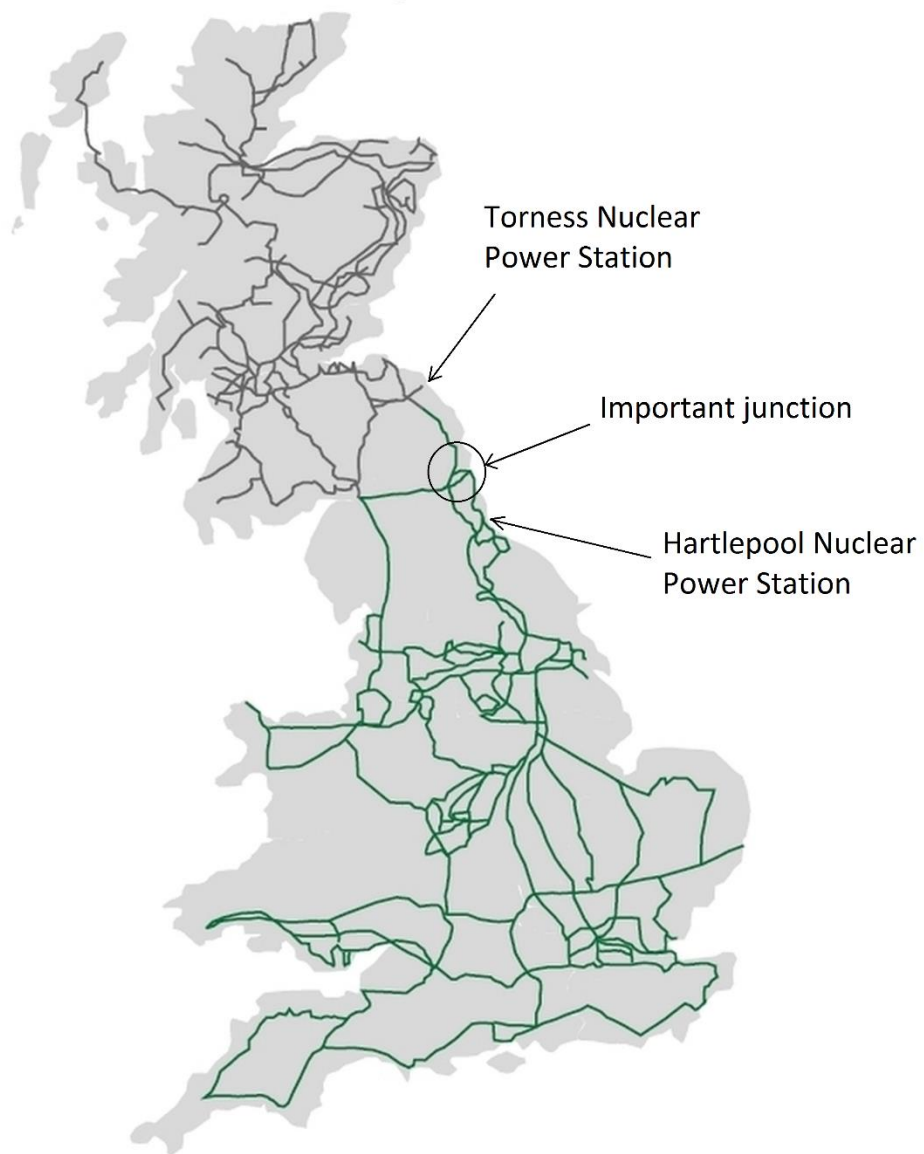 Torness Nuclear
Power Station
Important junction
Hartlepool Nuclear
Power Station